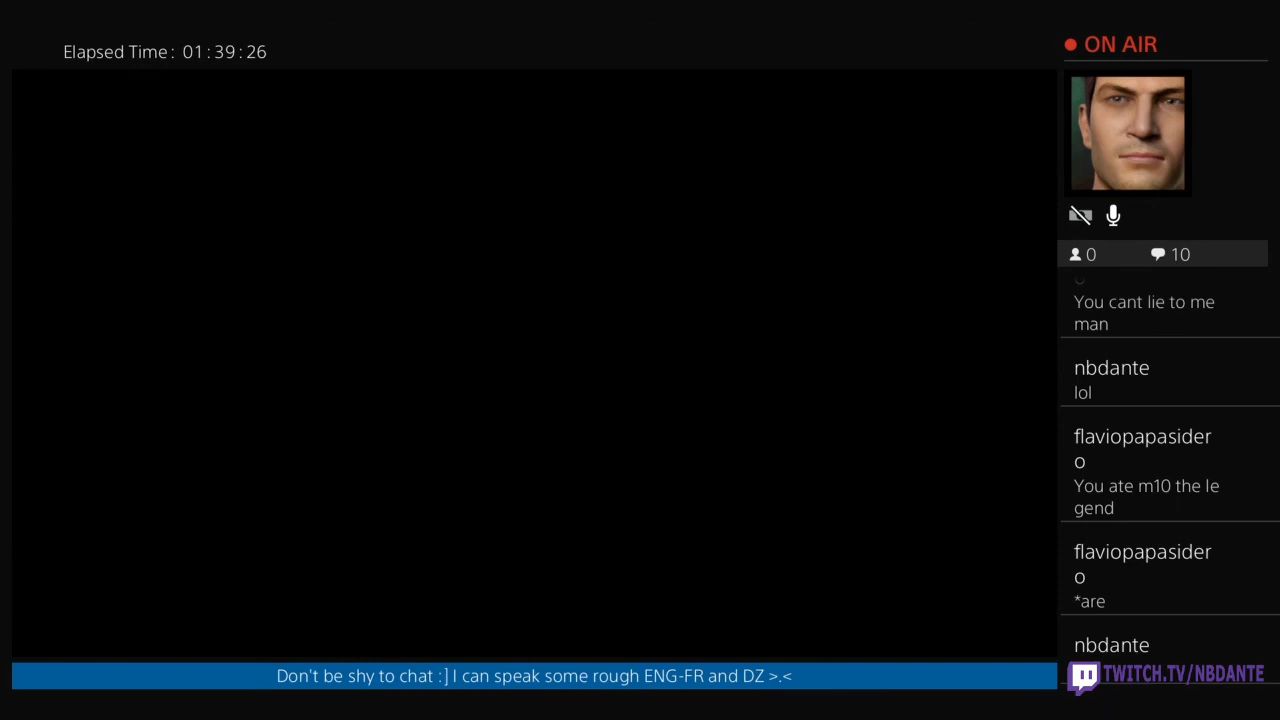 Elapsed Time: 01:39:26
ON AIR
0 10
You cant lie to me
man
nbdante
lol
flaviopapasider
o
You ate m10 the le
gend
flaviopapasider
o
*are
nbdante
Don't be shy to chat :] I can speak some rough ENG-FR and DZ >.<
TWITCH.TV/NBDANTE